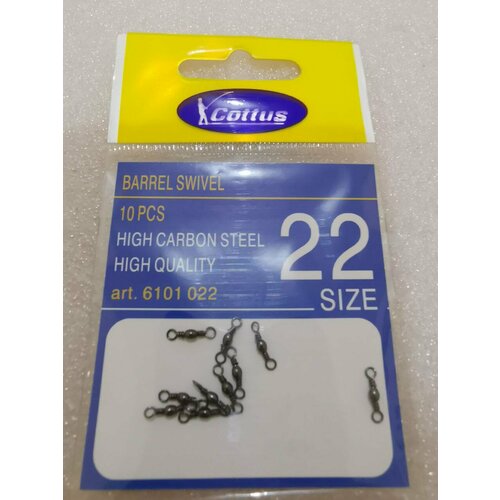 Cottus
BARREL SWIVEL
10 PCS
HIGH CARBON STEEL
HIGH QUALITY
22
art. 6101 022
SIZE